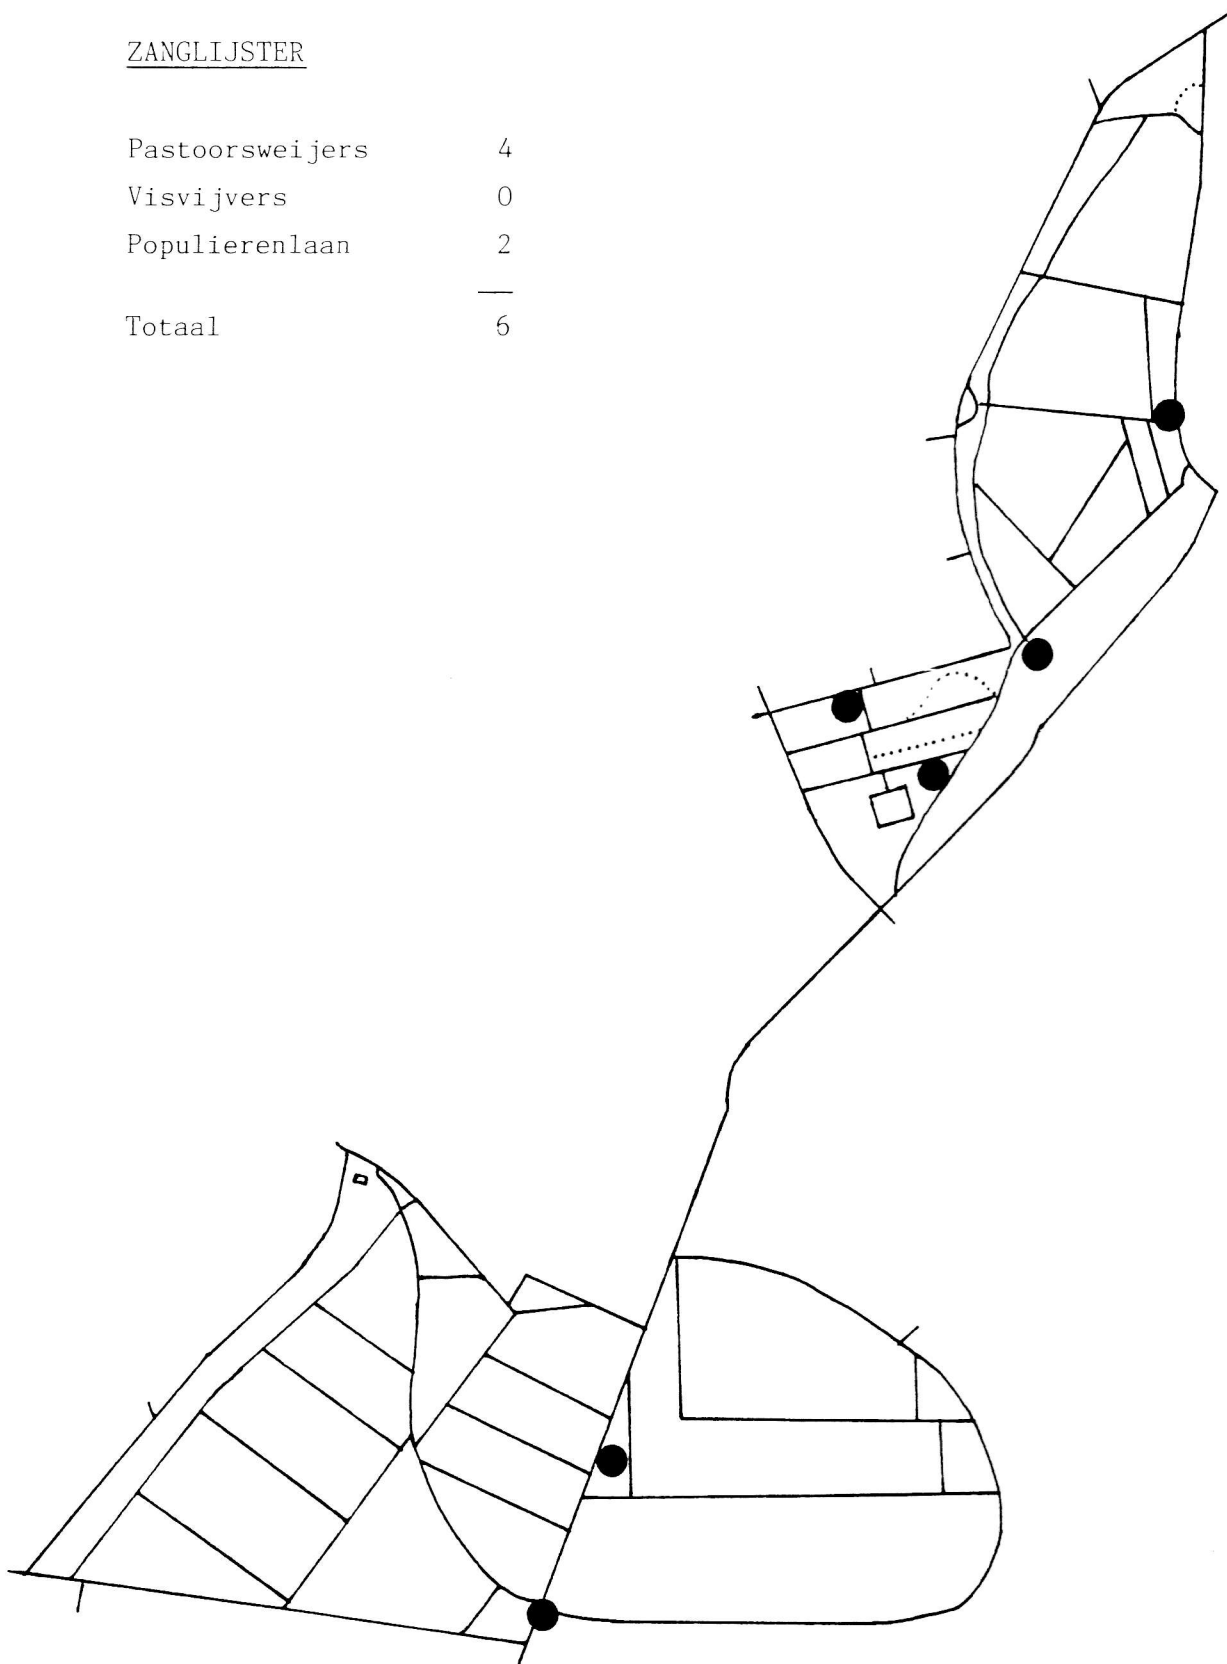 ZANGLIJSTER
Pastoorsweijers 4
Visvijvers 0
Populierenlaan 2
Totaal 6